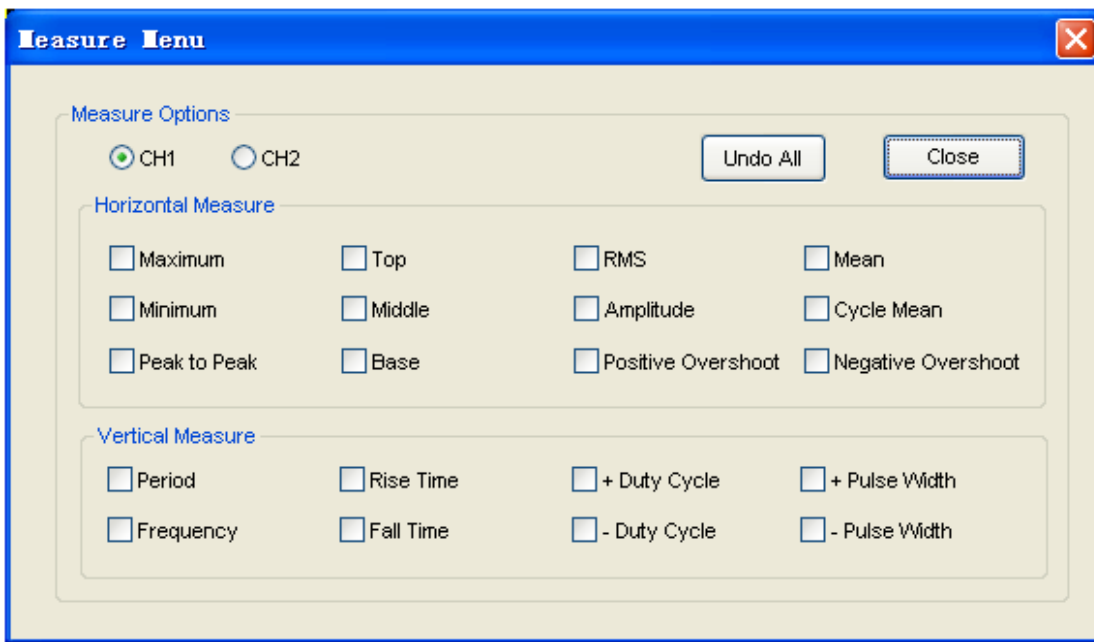 Measure Menu
Measure Options
CH1 CH2 Undo All Close
Horizontal Measure
Maximum Top RMS Mean
Minimum Middle Amplitude Cycle Mean
Peak to Peak Base Positive Overshoot Negative Overshoot
Vertical Measure
Period Rise Time + Duty Cycle + Pulse Width
Frequency Fall Time - Duty Cycle - Pulse Width